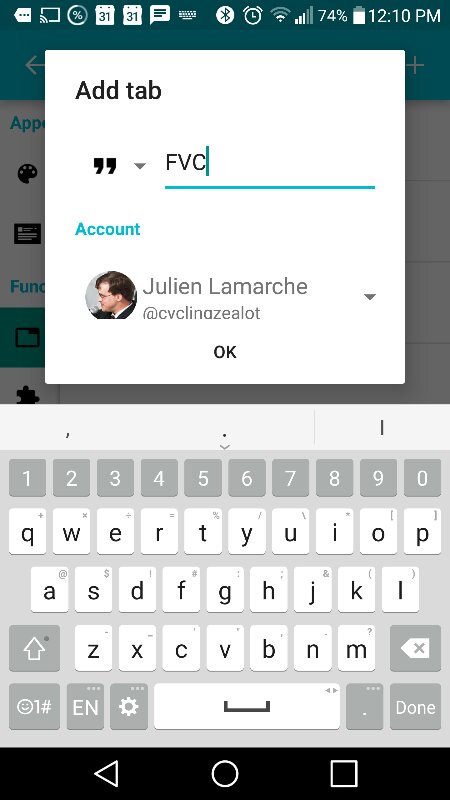 31 31 74% 12:10 PM
Add tab
Appe
FVC
Account
Julien Lamarche
@cyclingzealot
Func
OK
, . I
1 2 3 4 5 6 7 8 9 0
q w e r t y u i o p
a s d f g h j k l
z x c v b n m
1# EN . Done